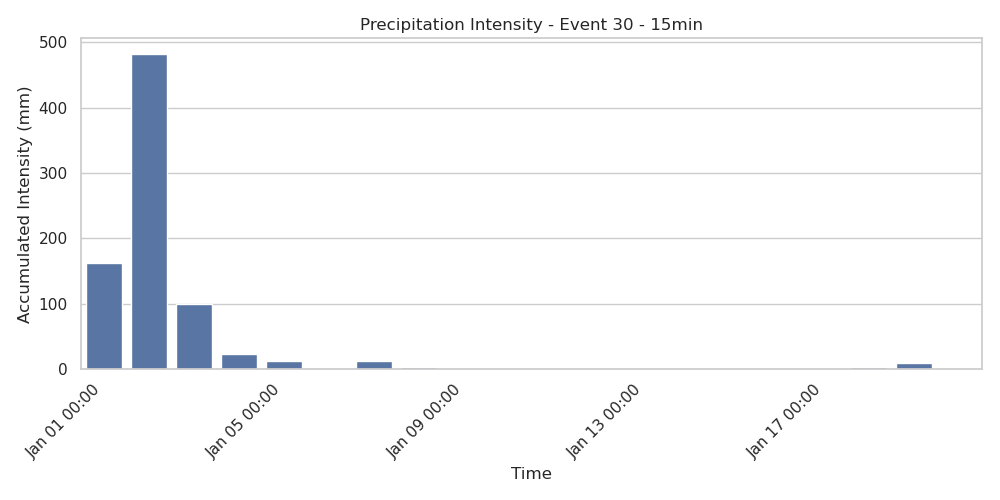 Precipitation Intensity - Event 30 - 15min
Accumulated Intensity (mm)
500
400
300
200
100
0
Jan 01 00:00
Jan 05 00:00
Jan 09 00:00
Jan 13 00:00
Jan 17 00:00
Time